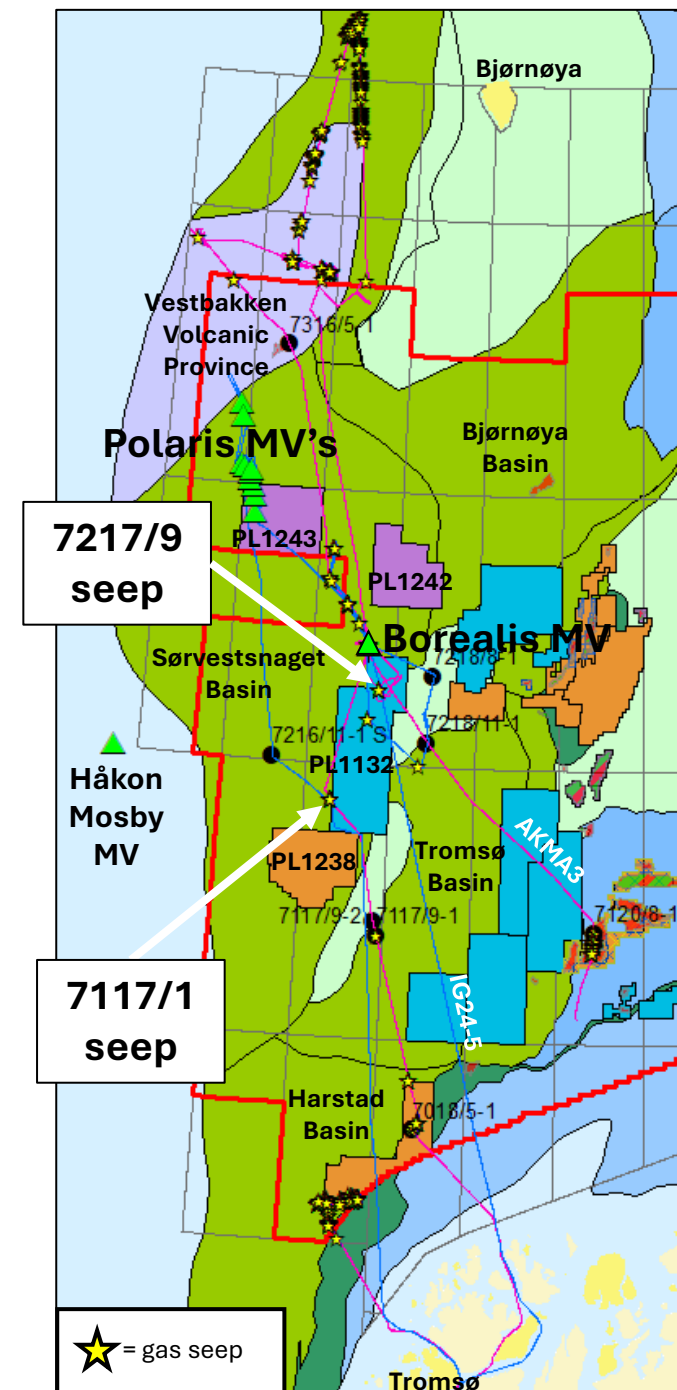 Bjørnøya
Vestbakken
Volcanic
Province
7316/5-1
Polaris MV's
Bjørnøya
Basin
7217/9
seep
PL1243
PL1242
Borealis MV
7218/8-1
Sørvestsnaget
Basin
7216/11-1 S
7218/11-1
PL1132
Håkon
Mosby
MV
AKMA3
PL1238
Tromsø
Basin
7117/9-2
7117/9-1
7120/8-1
7117/1
seep
IG24-5
Harstad
Basin
7018/5-1
= gas seep
Tromsø